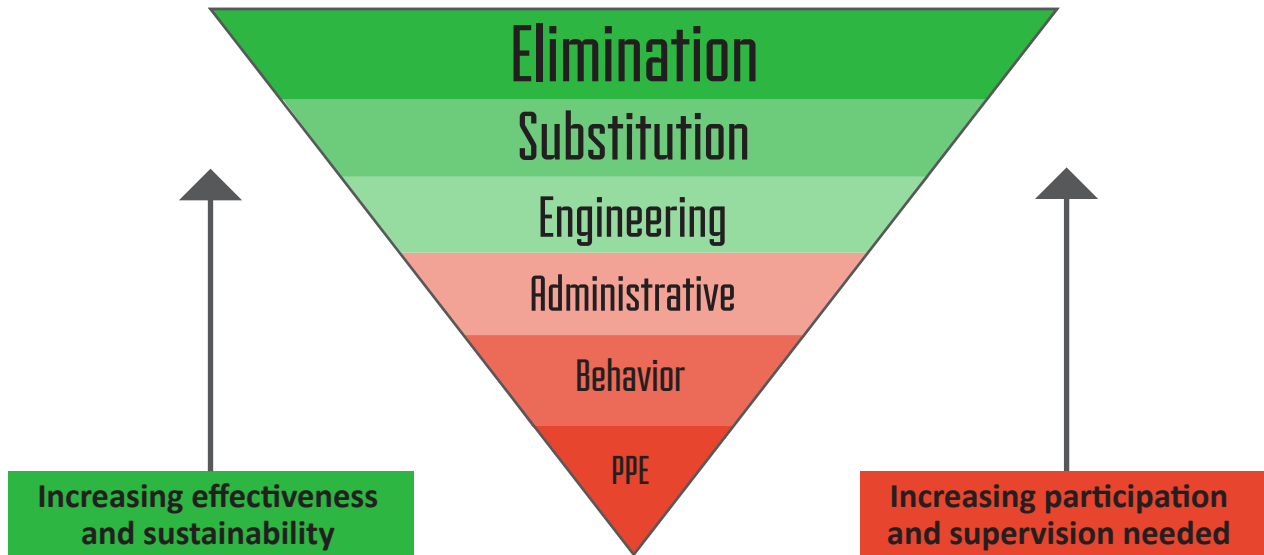 Elimination
Substitution
Engineering
Administrative
Behavior
PPE
Increasing effectiveness
and sustainability
Increasing participation
and supervision needed